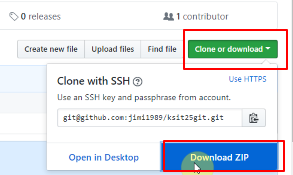 0 releases
1 contributor
Create new file
Upload files
Find file
Clone or download
Clone with SSH
Use HTTPS
Use an SSH key and passphrase from account.
git@github.com:jimi1989/ksit25git.git
Open in Desktop
Download ZIP